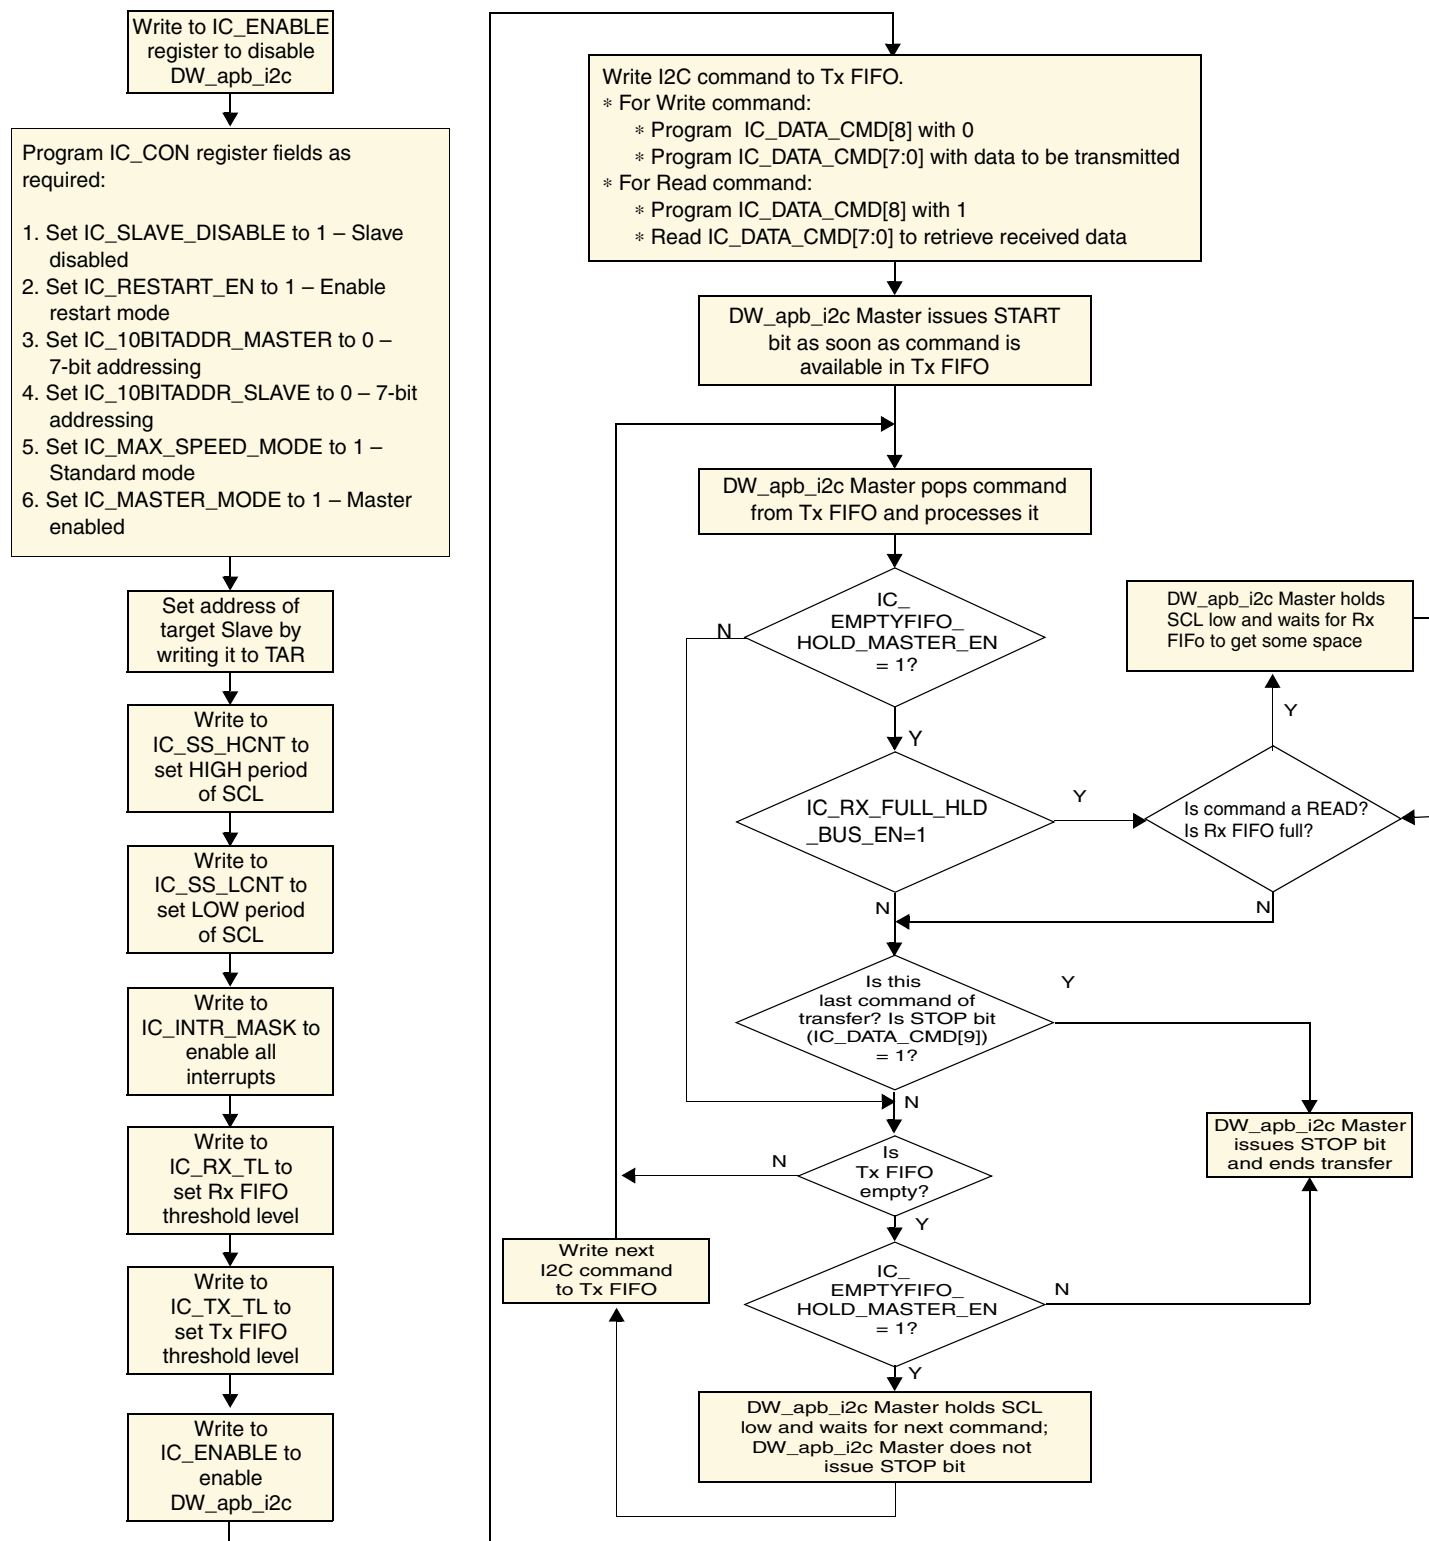 Write to IC_ENABLE
register to disable
DW_apb_i2c
Program IC_CON register fields as
required:
1. Set IC_SLAVE_DISABLE to 1 – Slave
disabled
2. Set IC_RESTART_EN to 1 – Enable
restart mode
3. Set IC_10BITADDR_MASTER to 0 –
7-bit addressing
4. Set IC_10BITADDR_SLAVE to 0 – 7-bit
addressing
5. Set IC_MAX_SPEED_MODE to 1 –
Standard mode
6. Set IC_MASTER_MODE to 1 – Master
enabled
Set address of
target Slave by
writing it to TAR
Write to
IC_SS_HCNT to
set HIGH period
of SCL
Write to
IC_SS_LCNT to
set LOW period
of SCL
Write to
IC_INTR_MASK to
enable all
interrupts
Write to
IC_RX_TL to
set Rx FIFO
threshold level
Write to
IC_TX_TL to
set Tx FIFO
threshold level
Write to
IC_ENABLE to
enable
DW_apb_i2c
Write I2C command to Tx FIFO.
* For Write command:
* Program IC_DATA_CMD[8] with 0
* Program IC_DATA_CMD[7:0] with data to be transmitted
* For Read command:
* Program IC_DATA_CMD[8] with 1
* Read IC_DATA_CMD[7:0] to retrieve received data
DW_apb_i2c Master issues START
bit as soon as command is
available in Tx FIFO
DW_apb_i2c Master pops command
from Tx FIFO and processes it
IC_
EMPTYFIFO_
HOLD_MASTER_EN
= 1?
N
Y
DW_apb_i2c Master holds
SCL low and waits for Rx
FIFo to get some space
Y
IC_RX_FULL_HLD
_BUS_EN=1
Y
Is command a READ?
Is Rx FIFO full?
N
N
Is this
last command of
transfer? Is STOP bit
(IC_DATA_CMD[9])
= 1?
Y
N
DW_apb_i2c Master
issues STOP bit
and ends transfer
Is
Tx FIFO
empty?
N
Y
Write next
I2C command
to Tx FIFO
IC_
EMPTYFIFO_
HOLD_MASTER_EN
= 1?
N
Y
DW_apb_i2c Master holds SCL
low and waits for next command;
DW_apb_i2c Master does not
issue STOP bit